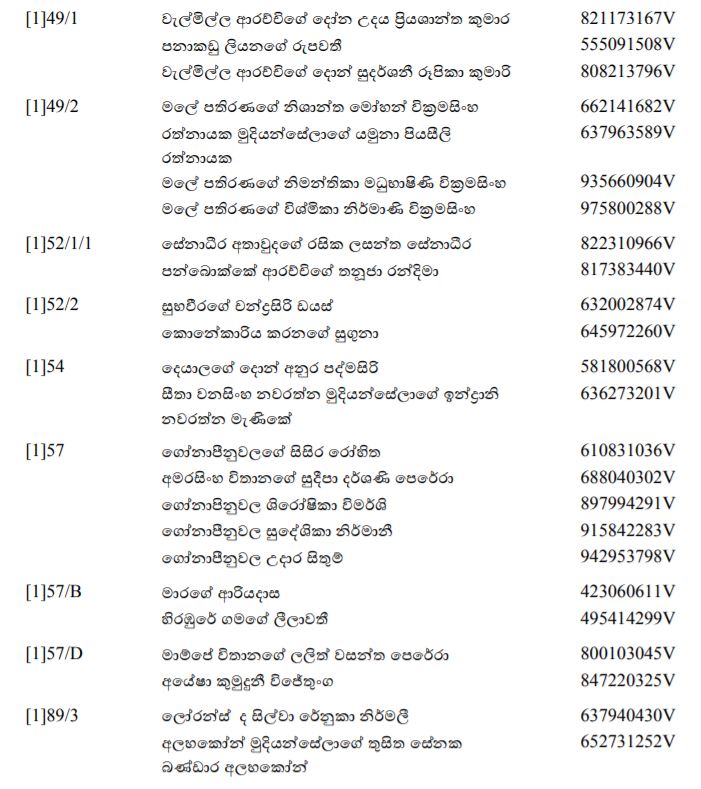 [1]49/1 වැල්මිල්ල ආරච්චිගේ දෝන උදය ප්‍රියශාන්ත කුමාර 821173167V
පනාකඩු ලියනගේ රූපවතී 555091508V
වැල්මිල්ල ආරච්චිගේ දොන් සුදර්ශනී රූපිකා කුමාරි 808213796V
[1]49/2 මලේ පතිරණගේ නිශාන්ත මෝහන් වික්‍රමසිංහ 662141682V
රත්නායක මුදියන්සේලාගේ යමුනා පියසීලි 637963589V
රත්නායක
මලේ පතිරණගේ නිමන්තිකා මධුභාෂිණි වික්‍රමසිංහ 935660904V
මලේ පතිරණගේ විශ්මිකා නිර්මාණි වික්‍රමසිංහ 975800288V
[1]52/1/1 සේනාධීර අතාවුදගේ රසික ලසන්ත සේනාධීර 822310966V
පන්බොක්කේ ආරච්චිගේ තනූජා රන්දිමා 817383440V
[1]52/2 සුභවීරගේ චන්ද්‍රසිරි ඩයස් 632002874V
කොනේකාරිය කරනගේ සුගුනා 645972260V
[1]54 දෙයාලගේ දොන් අනුර පද්මසිරි 581800568V
සීතා වනසිංහ නවරත්න මුදියන්සේලාගේ ඉන්ද්‍රානි 636273201V
නවරත්න මැණිකේ
[1]57 ගෝනාපීනුවලගේ සිසිර රෝහිත 610831036V
අමරසිංහ විතානගේ සුදීපා දර්ශණි පෙරේරා 688040302V
ගෝනාපිනුවල ශිරෝෂිකා විමර්ශි 897994291V
ගෝනාපීනුවල සුදේශිකා නිර්මානී 915842283V
ගෝනාපීනුවල උදාර සිතුම් 942953798V
[1]57/B මාරගේ ආරියදාස 423060611V
හිරඹුරේ ගමගේ ලීලාවතී 495414299V
[1]57/D මාම්පේ විතානගේ ලලිත් වසන්ත පෙරේරා 800103045V
අයේෂා කුමුදුනී විජේතුංග 847220325V
[1]89/3 ලෝරන්ස් ද සිල්වා රේනුකා නිර්මලී 637940430V
අලහකෝන් මුදියන්සේලාගේ තුසිත සේනක 652731252V
බණ්ඩාර අලහකෝන්